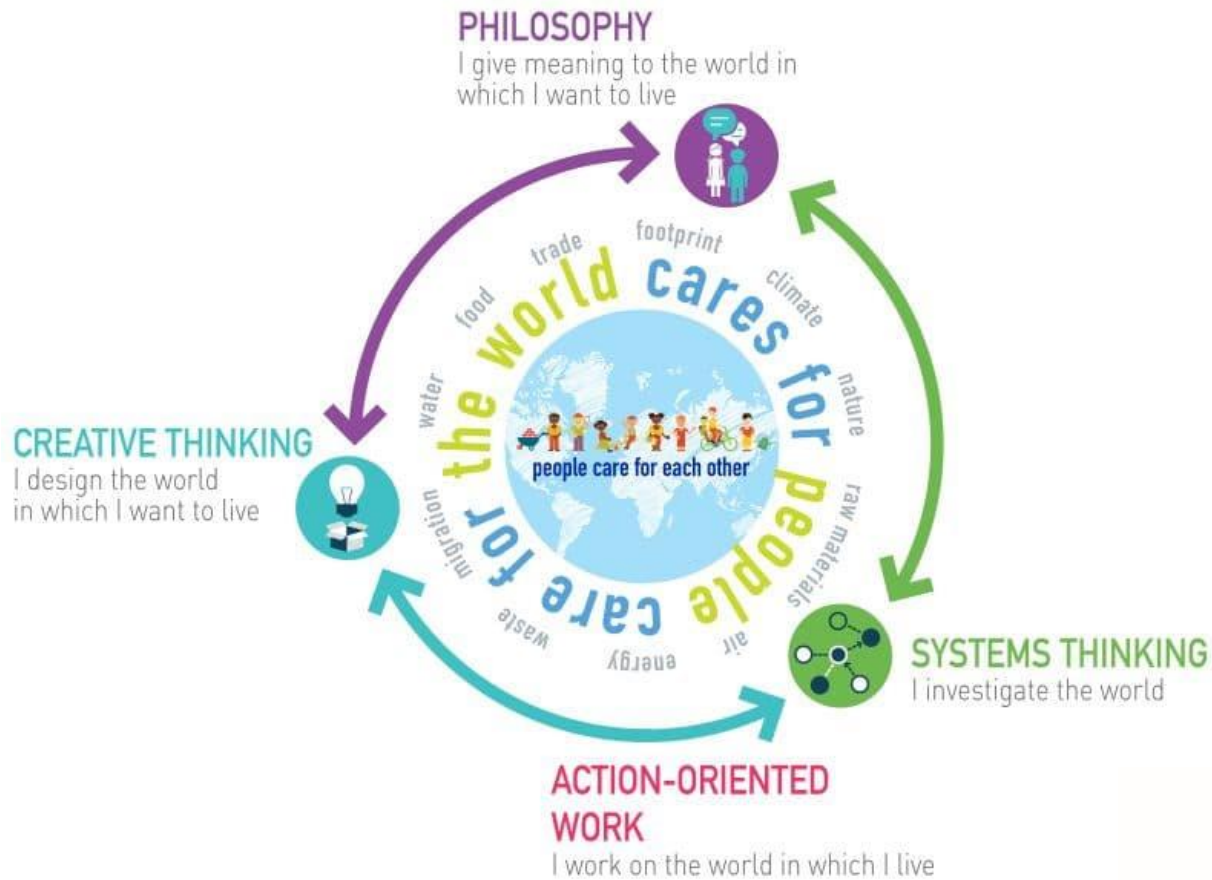 PHILOSOPHY
I give meaning to the world in
which I want to live
footprint
climate
nature
raw materials
air
energy
waste
migration
water
food
trade
the world cares for people care for
people care for each other
CREATIVE THINKING
I design the world
in which I want to live
SYSTEMS THINKING
I investigate the world
ACTION-ORIENTED
WORK
I work on the world in which I live